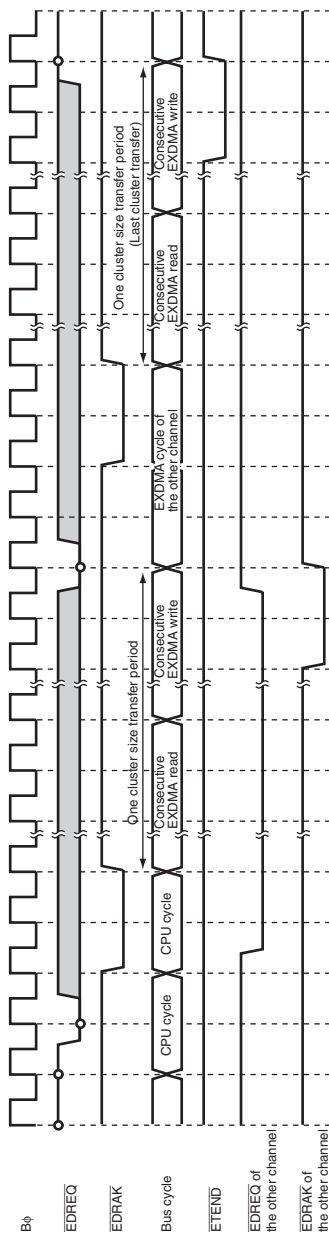 Bφ
EDREQ
EDRAK
Bus cycle
CPU cycle
CPU cycle
Consecutive
EXDMA read
Consecutive
EXDMA write
EXDMA cycle of
the other channel
Consecutive
EXDMA read
Consecutive
EXDMA write
One cluster size transfer period
One cluster size transfer period
(Last cluster transfer)
ETEND
EDREQ of
the other channel
EDRAK of
the other channel